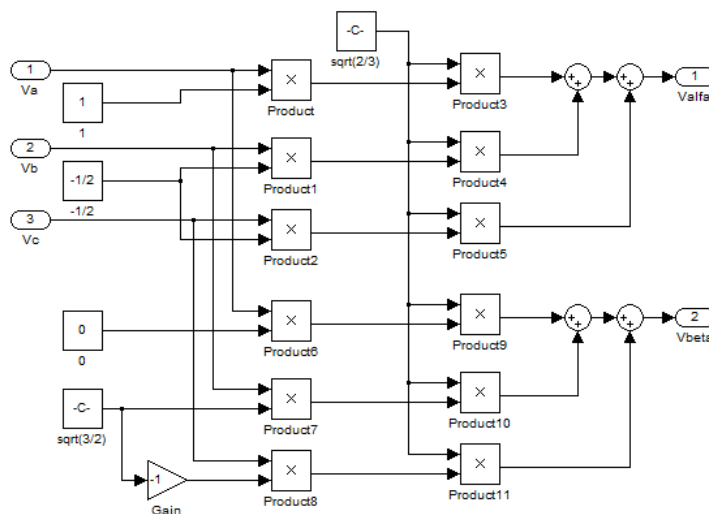 -C-
sqrt(2/3)
1
Va
×
Product
×
Product3
+
+
+
+
1
Valfa
1
1
2
Vb
×
Product1
×
Product4
-1/2
-1/2
3
Vc
×
Product2
×
Product5
0
0
×
Product6
×
Product9
+
+
+
+
2
Vbeta
-C-
sqrt(3/2)
×
Product7
×
Product10
-1
Gain
×
Product8
×
Product11